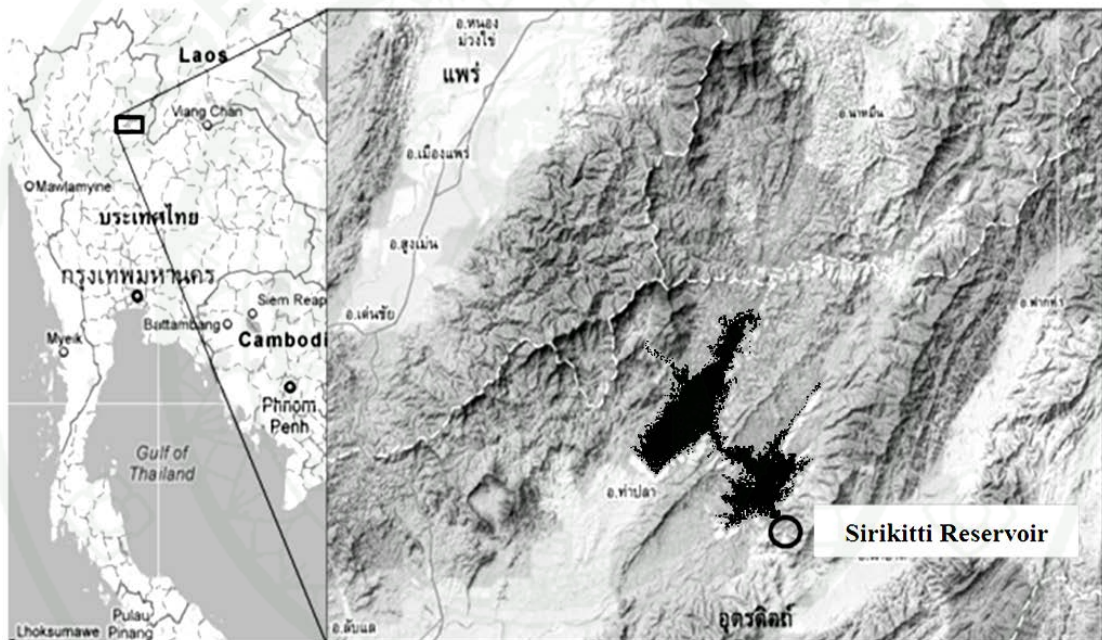 Laos
Viang Chan
Mawlamyine
ประเทศไทย
กรุงเทพมหานคร
Siem Reap
Battambang
Myeik
Cambodi
Phnom
Penh
Gulf of
Thailand
Pulau
Pinang
Lhoksumawe
อ.หนอง
ม่วงไข่
แพร่
อ.นาหมื่น
อ.เมืองแพร่
อ.สูงเม่น
อ.ฟากท่า
อ.เด่นชัย
อ.ท่าปลา
Sirikitti Reservoir
อุตรดิตถ์
อ.ลับแล